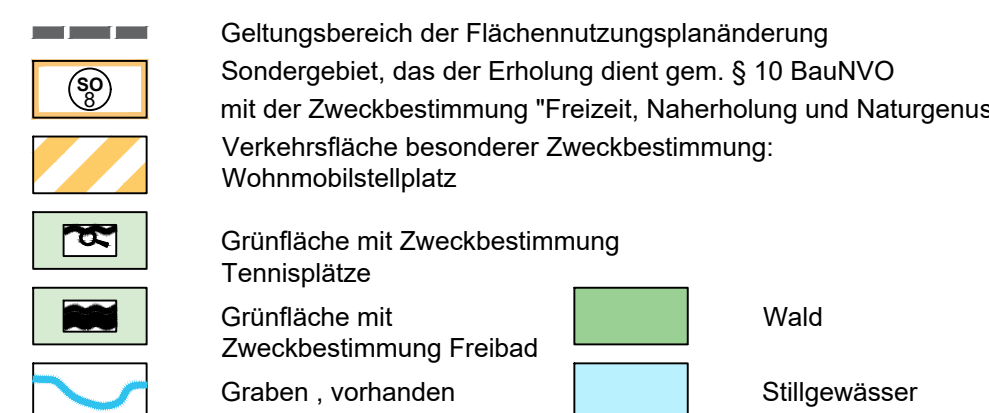 Geltungsbereich der Flächennutzungsplanänderung
SO
8
Sondergebiet, das der Erholung dient gem. § 10 BauNVO
mit der Zweckbestimmung "Freizeit, Naherholung und Naturgenus
Verkehrsfläche besonderer Zweckbestimmung:
Wohnmobilstellplatz
Grünfläche mit Zweckbestimmung
Tennisplätze
Grünfläche mit
Zweckbestimmung Freibad
Wald
Graben , vorhanden
Stillgewässer